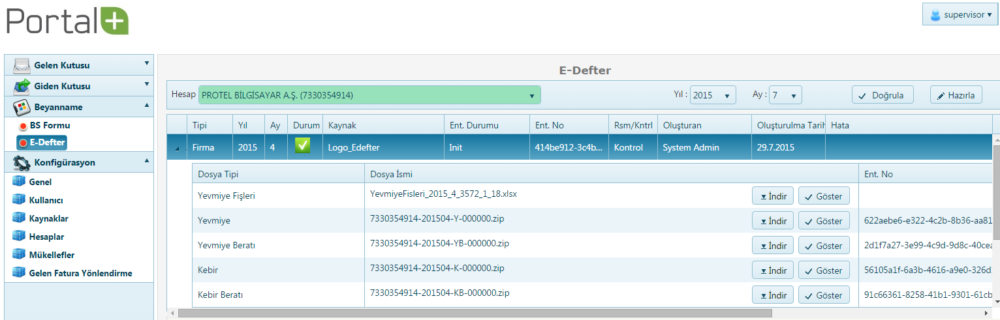 Portal+
supervisor
Gelen Kutusu
Giden Kutusu
Beyanname
BS Formu
E-Defter
Konfigürasyon
Genel
Kullanıcı
Kaynaklar
Hesaplar
Mükellefler
Gelen Fatura Yönlendirme
E-Defter
Hesap PROTEL BİLGİSAYAR A.Ş. (7330354914) Yıl : 2015 Ay : 7 Doğrula Hazırla
Tipi Yıl Ay Durum Kaynak Ent. Durumu Ent. No Rsm/Kntrl Oluşturan Oluşturulma Tarih Hata
Firma 2015 4 Logo_Edefter Init 414be912-3c4b... Kontrol System Admin 29.7.2015
Dosya Tipi Dosya İsmi Ent. No
Yevmiye Fişleri YevmiyeFisleri_2015_4_3572_1_18.xlsx İndir Göster
Yevmiye 7330354914-201504-Y-000000.zip İndir Göster 622aebe6-e322-4c2b-8b36-aa81
Yevmiye Beratı 7330354914-201504-YB-000000.zip İndir Göster 2d1f7a27-3e99-4c9d-9d8c-40cea
Kebir 7330354914-201504-K-000000.zip İndir Göster 56105a1f-6a3b-4616-a9e0-326d
Kebir Beratı 7330354914-201504-KB-000000.zip İndir Göster 91c66361-8258-41b1-9301-61cb